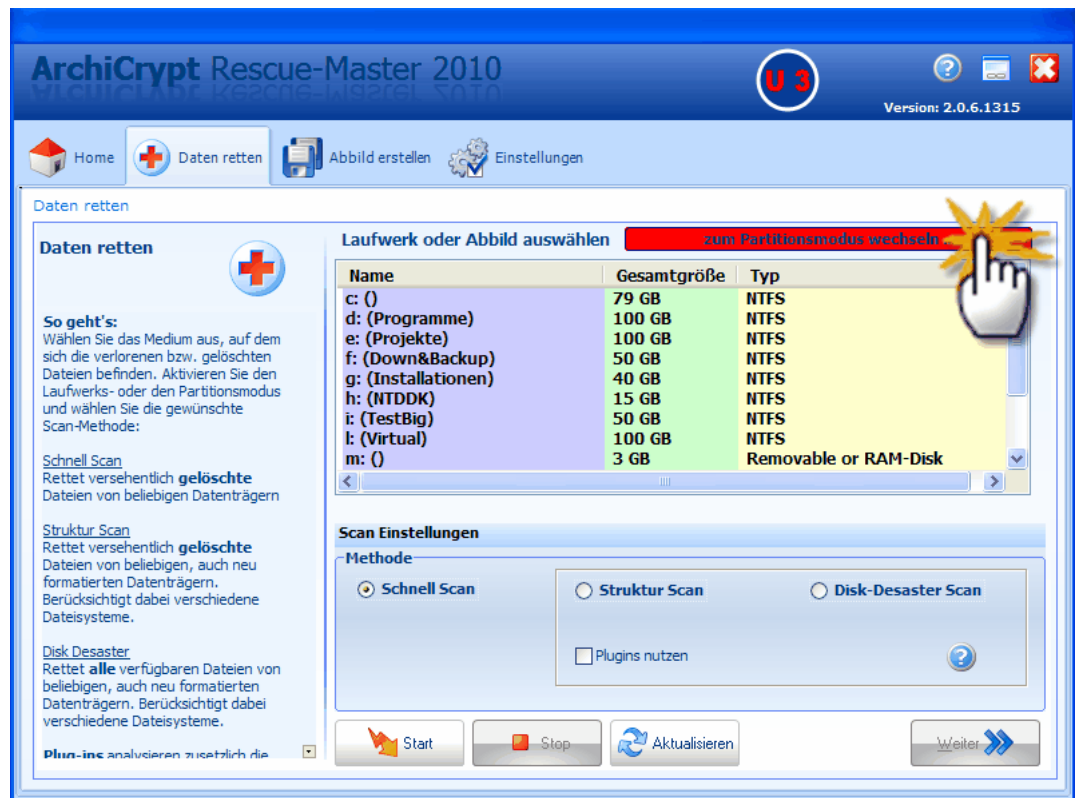 ArchiCrypt Rescue-Master 2010
U 3
Version: 2.0.6.1315
Home
Daten retten
Abbild erstellen
Einstellungen
Daten retten
Daten retten
So geht's:
Wählen Sie das Medium aus, auf dem
sich die verlorenen bzw. gelöschten
Dateien befinden. Aktivieren Sie den
Laufwerks- oder den Partitionsmodus
und wählen Sie die gewünschte
Scan-Methode:
Schnell Scan
Rettet versehentlich gelöschte
Dateien von beliebigen Datenträgern
Struktur Scan
Rettet versehentlich gelöschte
Dateien von beliebigen, auch neu
formatierten Datenträgern.
Berücksichtigt dabei verschiedene
Dateisysteme.
Disk Desaster
Rettet alle verfügbaren Dateien von
beliebigen, auch neu formatierten
Datenträgern. Berücksichtigt dabei
verschiedene Dateisysteme.
Plug-ins analysieren zusätzlich die
Laufwerk oder Abbild auswählen
zum Partitionsmodus wechseln
Name Gesamtgröße Typ
c: () 79 GB NTFS
d: (Programme) 100 GB NTFS
e: (Projekte) 100 GB NTFS
f: (Down&Backup) 50 GB NTFS
g: (Installationen) 40 GB NTFS
h: (NTDDK) 15 GB NTFS
i: (TestBig) 50 GB NTFS
l: (Virtual) 100 GB NTFS
m: () 3 GB Removable or RAM-Disk
Scan Einstellungen
Methode
Schnell Scan
Struktur Scan
Disk-Desaster Scan
Plugins nutzen
Start
Stop
Aktualisieren
Weiter